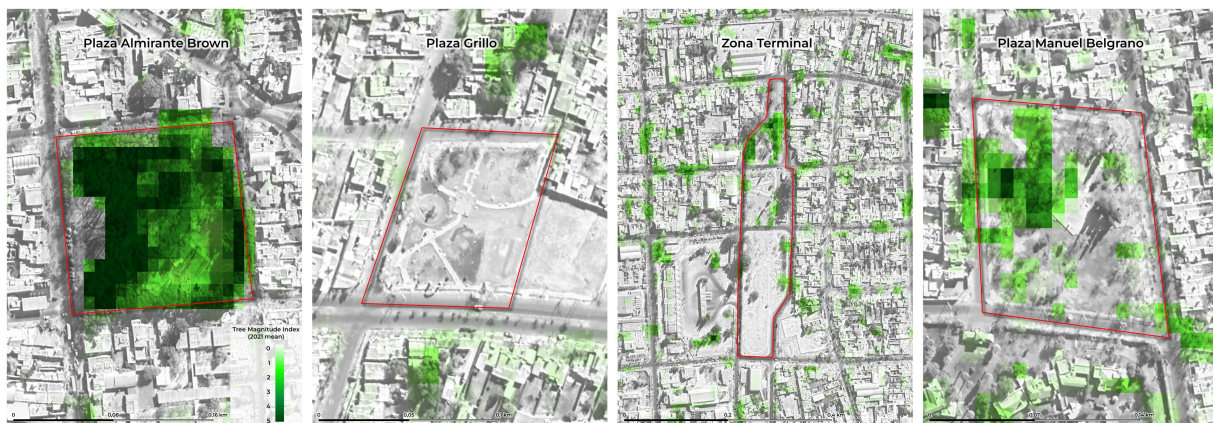 Plaza Almirante Brown
Plaza Grillo
Zona Terminal
Plaza Manuel Belgrano
Tree Magnitude Index
(2021 mean)
0
1
2
3
4
5
0
0,08
0,16 km
0
0,05
0,1 km
0
0,2
0,4 km
0
0,14 km